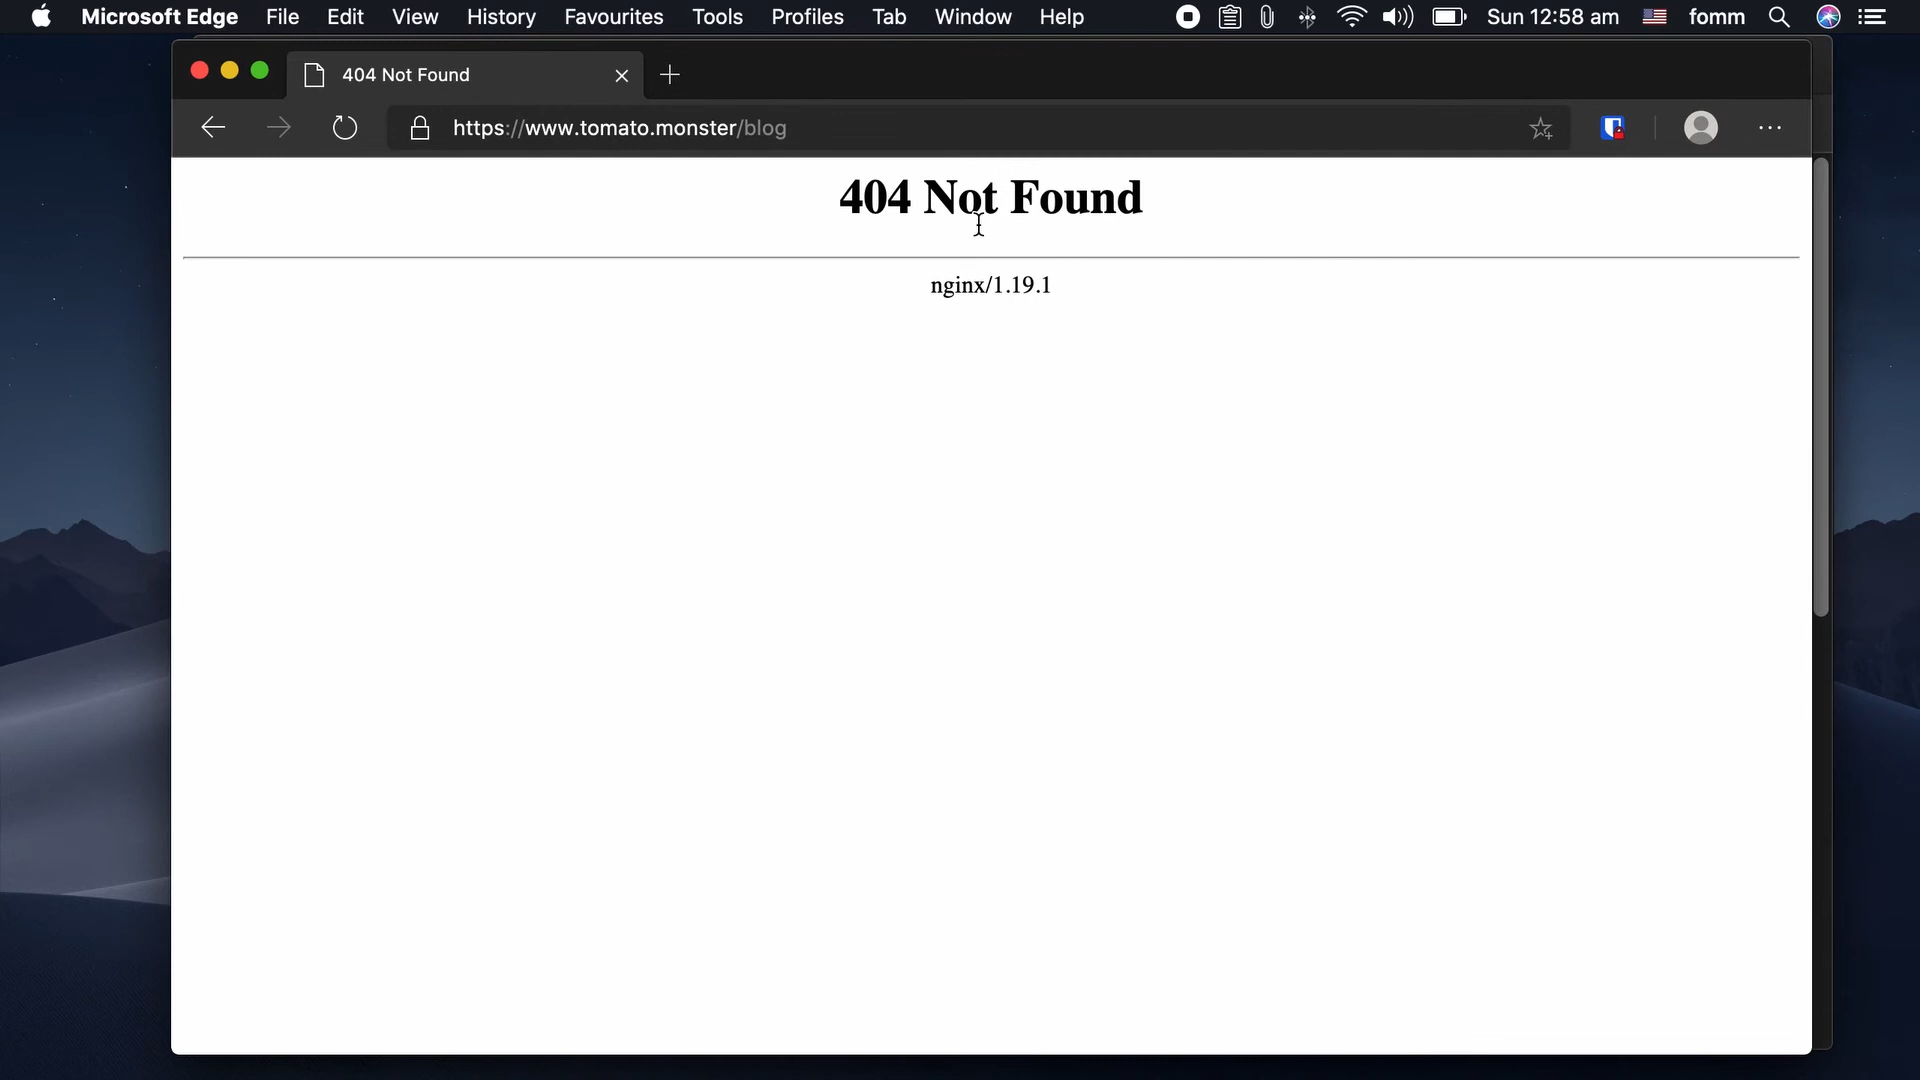 Microsoft Edge File Edit View History Favourites Tools Profiles Tab Window Help Sun 12:58 am fomm
404 Not Found
https://www.tomato.monster/blog
404 Not Found
nginx/1.19.1